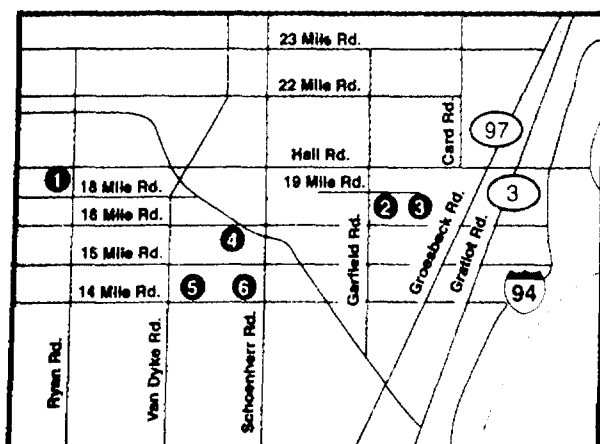 23 Mile Rd.
22 Mile Rd.
Card Rd.
97
Hall Rd.
1
18 Mile Rd.
19 Mile Rd.
3
16 Mile Rd.
2
3
4
15 Mile Rd.
Garfield Rd.
Groesbeck Rd.
Gratiot Rd.
14 Mile Rd.
5
6
94
Ryan Rd.
Van Dyke Rd.
Schoenherr Rd.